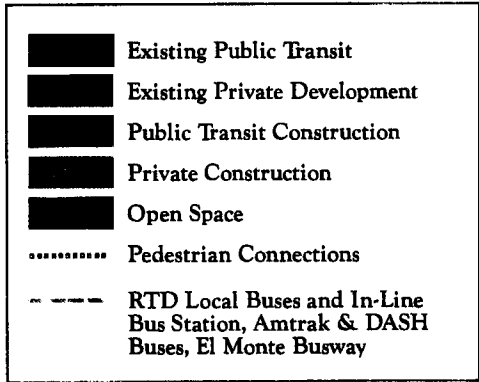 Existing Public Transit
Existing Private Development
Public Transit Construction
Private Construction
Open Space
Pedestrian Connections
RTD Local Buses and In-Line
Bus Station, Amtrak & DASH
Buses, El Monte Busway